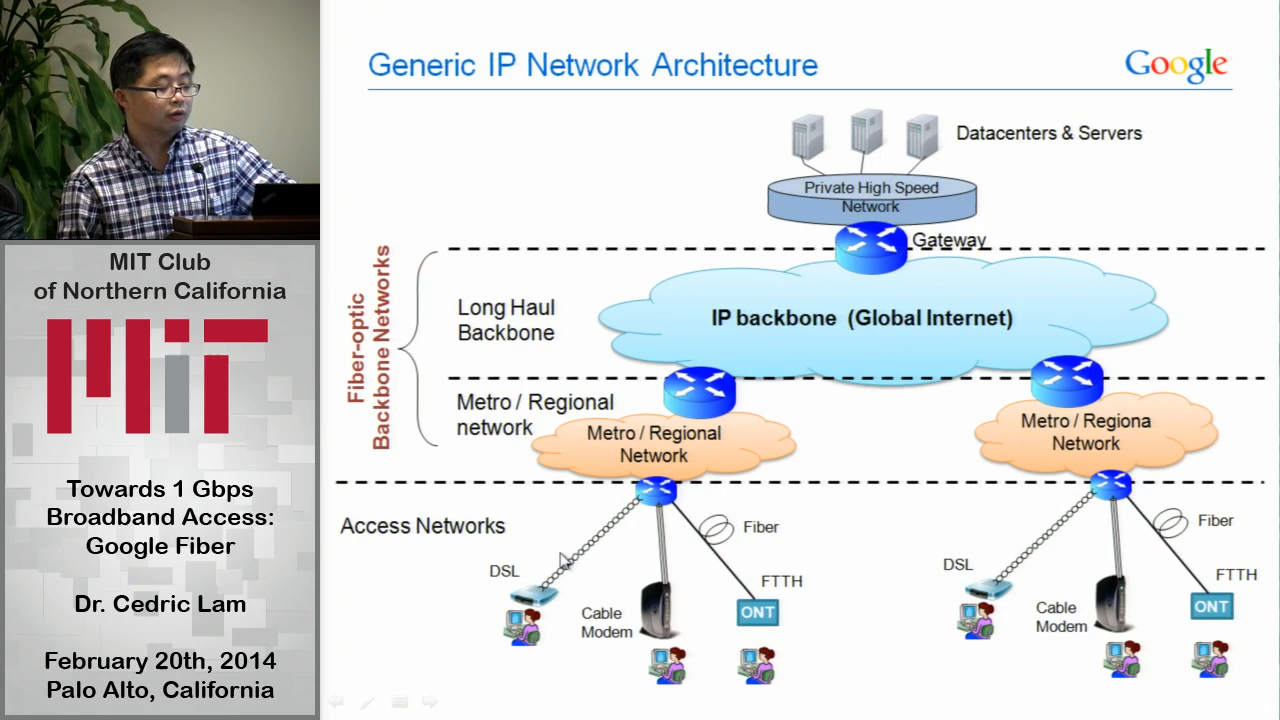 Generic IP Network Architecture
Google
Datacenters & Servers
Private High Speed
Network
Gateway
Fiber-optic
Backbone Networks
Long Haul
Backbone
IP backbone (Global Internet)
Metro / Regional
network
Metro / Regional
Network
Metro / Regiona
Network
Access Networks
DSL
Cable
Modem
Fiber
FTTH
ONT
DSL
Cable
Modem
Fiber
FTTH
ONT
MIT Club
of Northern California
MIT
Towards 1 Gbps
Broadband Access:
Google Fiber
Dr. Cedric Lam
February 20th, 2014
Palo Alto, California